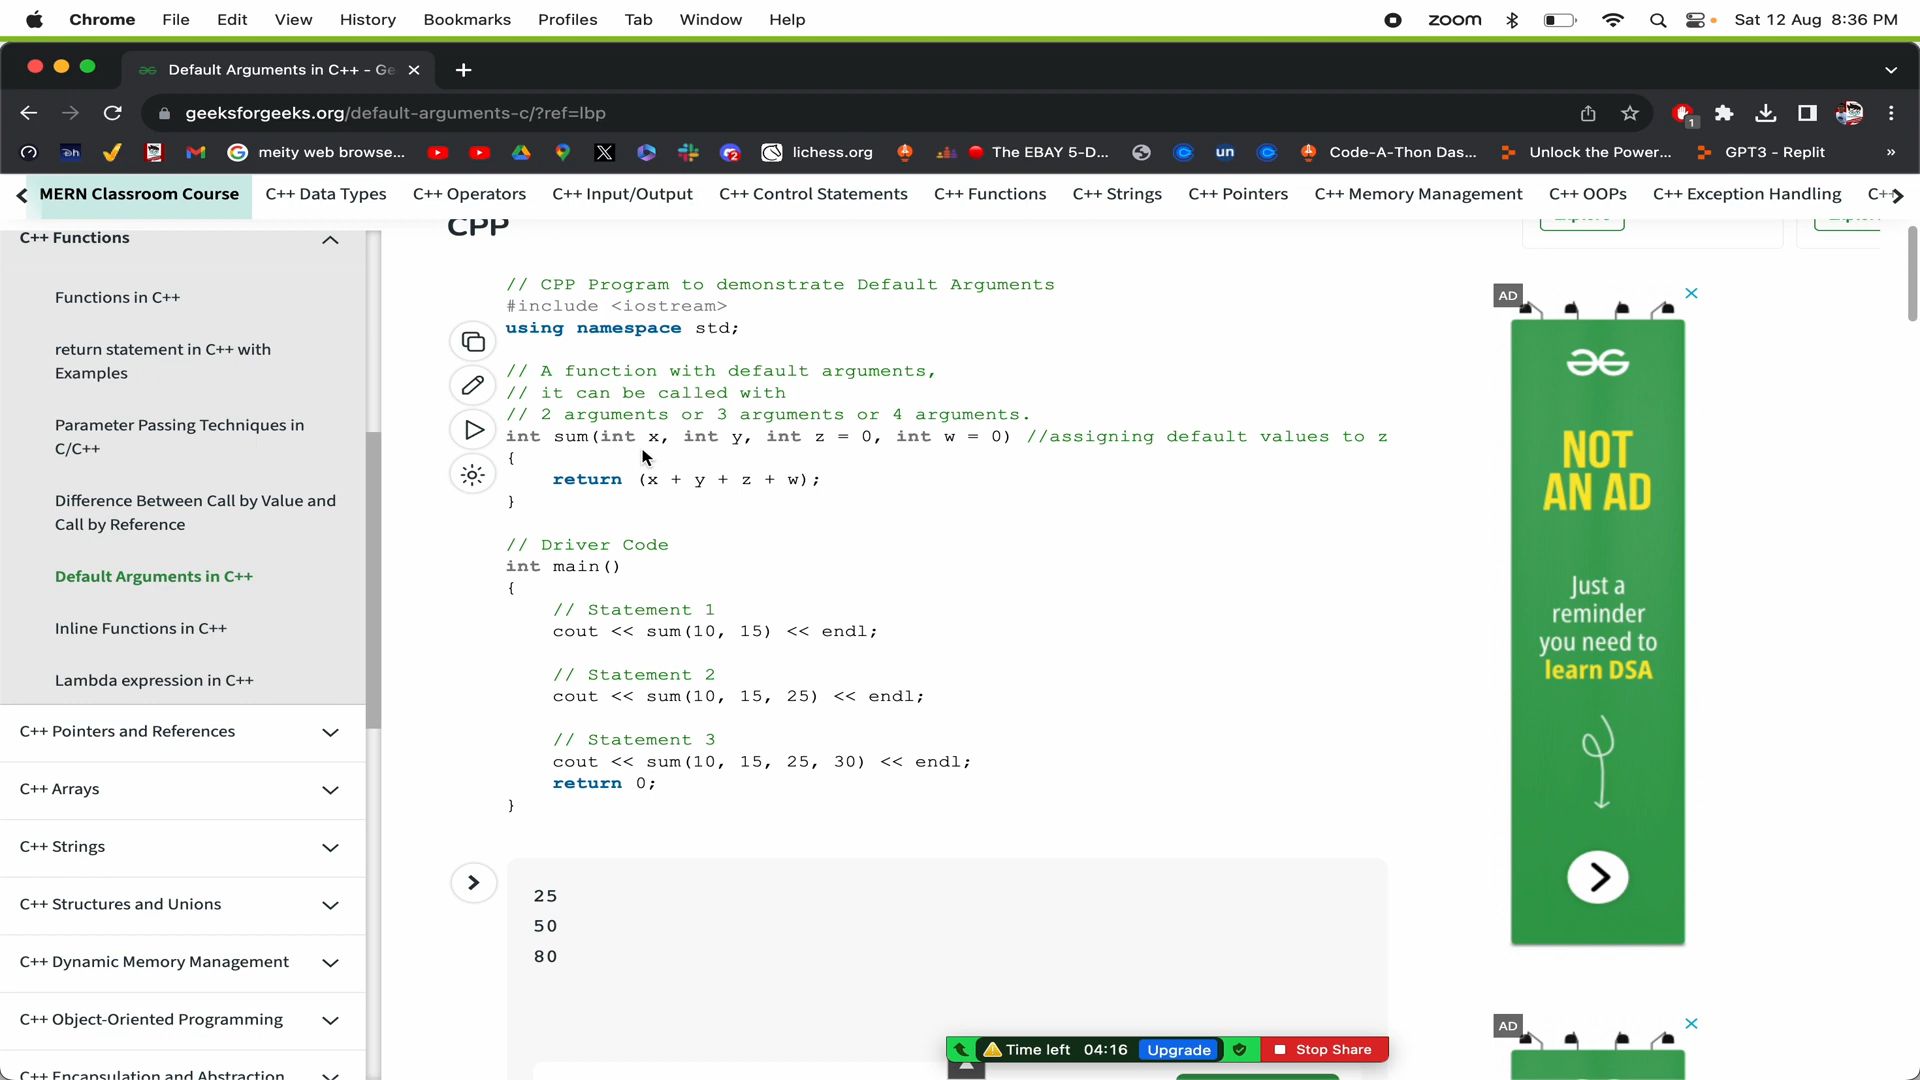 Chrome File Edit View History Bookmarks Profiles Tab Window Help zoom Sat 12 Aug 8:36 PM
Default Arguments in C++ - Ge
geeksforgeeks.org/default-arguments-c/?ref=lbp
meity web browse... lichess.org The EBAY 5-D... un Code-A-Thon Das... Unlock the Power... GPT3 - Replit »
MERN Classroom Course C++ Data Types C++ Operators C++ Input/Output C++ Control Statements C++ Functions C++ Strings C++ Pointers C++ Memory Management C++ OOPs C++ Exception Handling C++
C++ Functions
Functions in C++
return statement in C++ with
Examples
Parameter Passing Techniques in
C/C++
Difference Between Call by Value and
Call by Reference
Default Arguments in C++
Inline Functions in C++
Lambda expression in C++
C++ Pointers and References
C++ Arrays
C++ Strings
C++ Structures and Unions
C++ Dynamic Memory Management
C++ Object-Oriented Programming
C++ Encapsulation and Abstraction
CPP
// CPP Program to demonstrate Default Arguments
#include <iostream>
using namespace std;
// A function with default arguments,
// it can be called with
// 2 arguments or 3 arguments or 4 arguments.
int sum(int x, int y, int z = 0, int w = 0) //assigning default values to z
{
return (x + y + z + w);
}
// Driver Code
int main()
{
// Statement 1
cout << sum(10, 15) << endl;
// Statement 2
cout << sum(10, 15, 25) << endl;
// Statement 3
cout << sum(10, 15, 25, 30) << endl;
return 0;
}
25
50
80
AD
NOT
AN AD
Just a
reminder
you need to
learn DSA
AD
Time left 04:16 Upgrade Stop Share